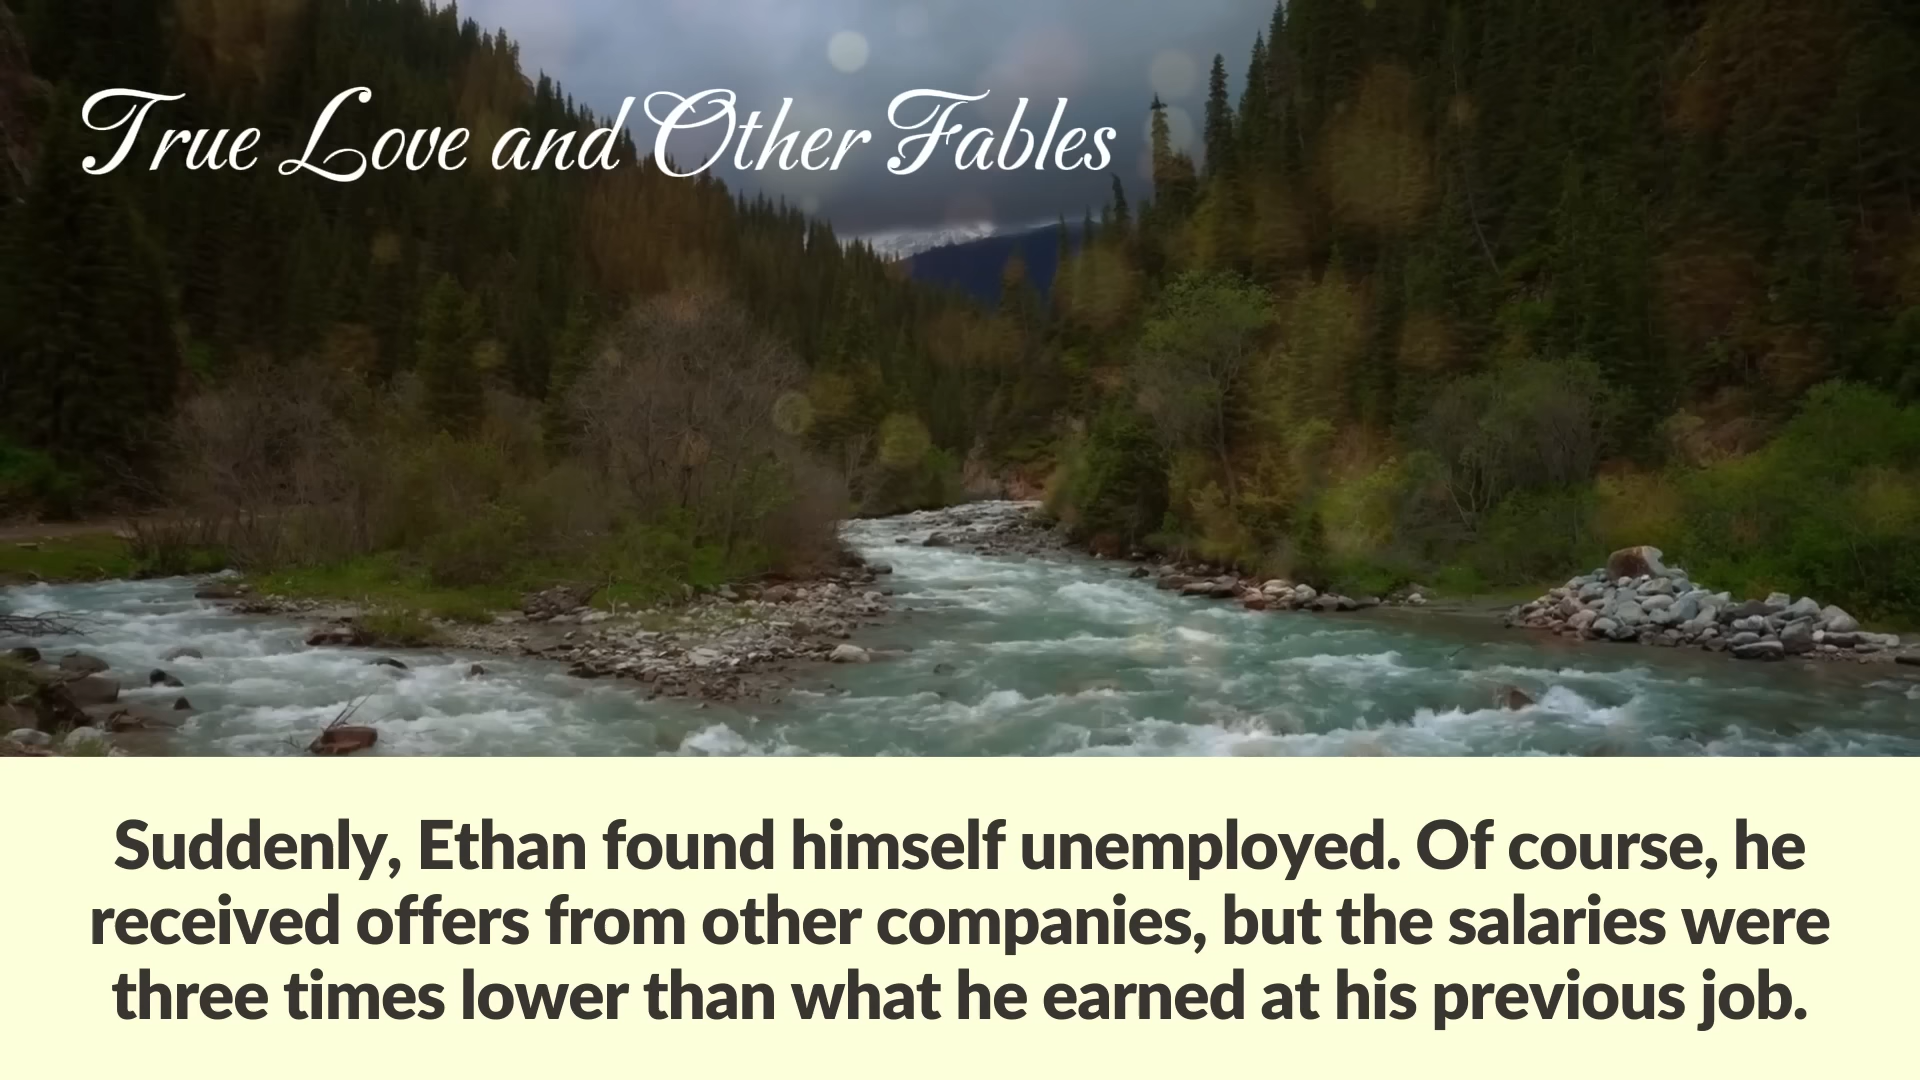 True Love and Other Fables
Suddenly, Ethan found himself unemployed. Of course, he
received offers from other companies, but the salaries were
three times lower than what he earned at his previous job.